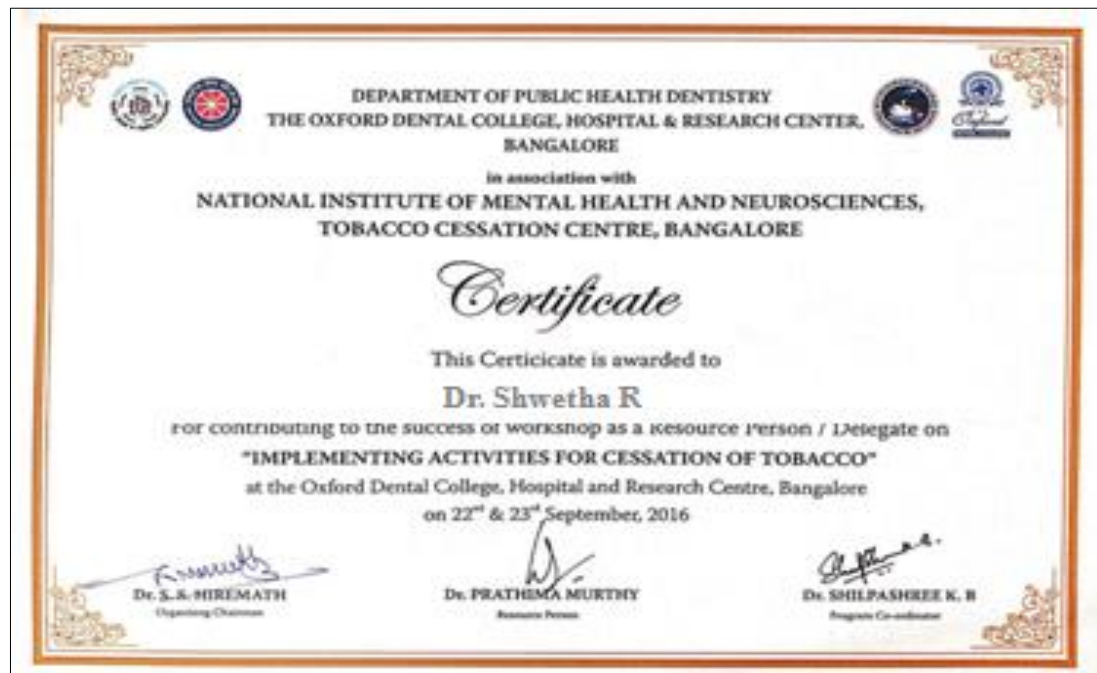 DEPARTMENT OF PUBLIC HEALTH DENTISTRY
THE OXFORD DENTAL COLLEGE, HOSPITAL & RESEARCH CENTER,
BANGALORE
in association with
NATIONAL INSTITUTE OF MENTAL HEALTH AND NEUROSCIENCES,
TOBACCO CESSATION CENTRE, BANGALORE
Certificate
This Certicicate is awarded to
Dr. Shwetha R
For contributing to the success of workshop as a Resource Person / Delegate on
"IMPLEMENTING ACTIVITIES FOR CESSATION OF TOBACCO"
at the Oxford Dental College, Hospital and Research Centre, Bangalore
on 22nd & 23rd September, 2016
Dr. S. S. HIREMATH Dr. PRATHIMA MURTHY Dr. SHILPASHREE K. B
Organising Chairman Resource Person Program Co-ordinator